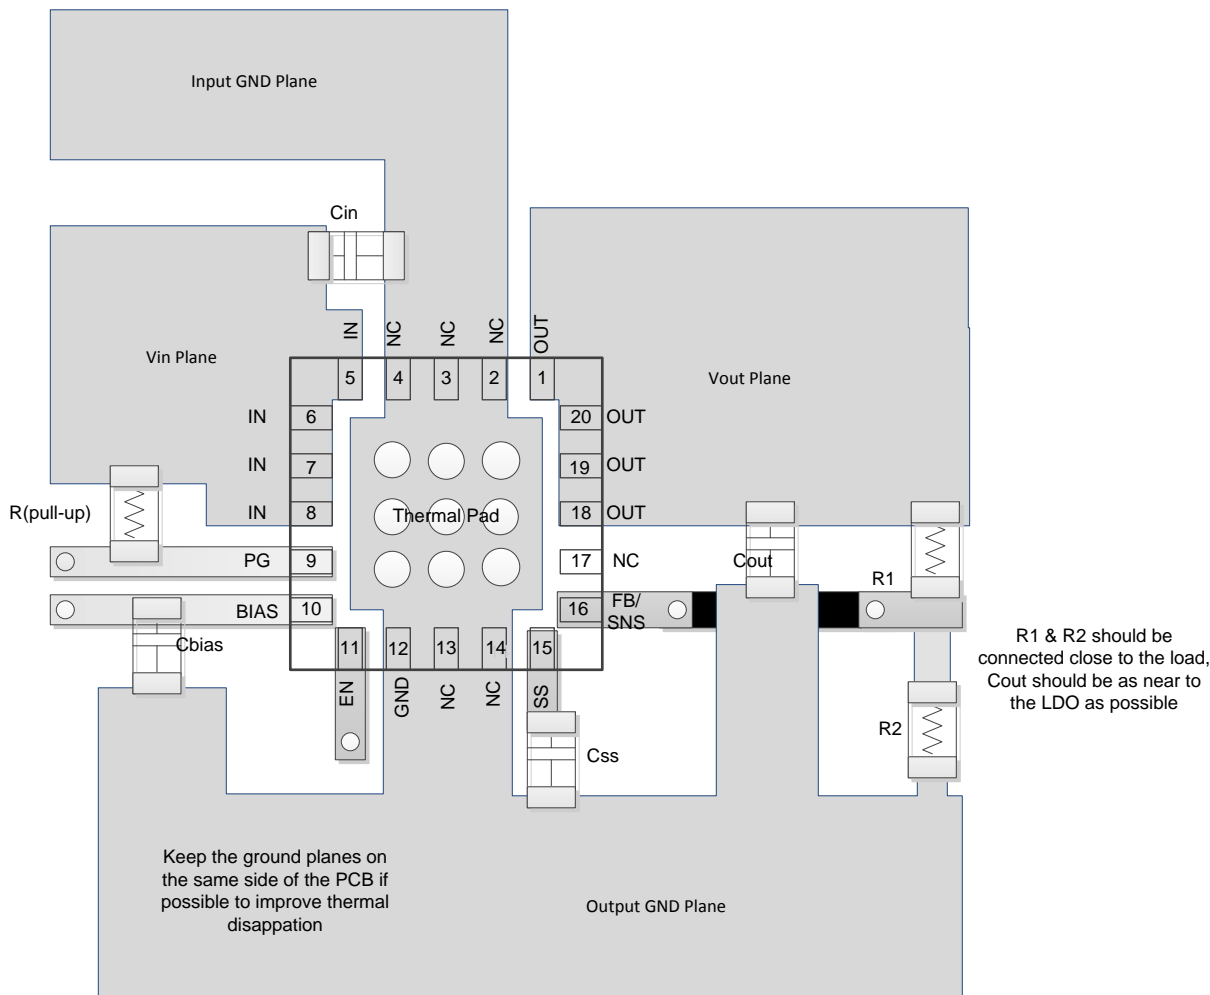 Input GND Plane
Cin
IN
NC
NC
NC
OUT
Vin Plane
Vout Plane
5
4
3
2
1
IN
6
20
OUT
IN
7
19
OUT
IN
8
18
OUT
R(pull-up)
Thermal Pad
PG
9
17
NC
Cout
R1
BIAS
10
16
FB/
SNS
Cbias
11
12
13
14
15
EN
GND
NC
NC
SS
R1 & R2 should be
connected close to the load,
Cout should be as near to
the LDO as possible
R2
Css
Keep the ground planes on
the same side of the PCB if
possible to improve thermal
disappation
Output GND Plane